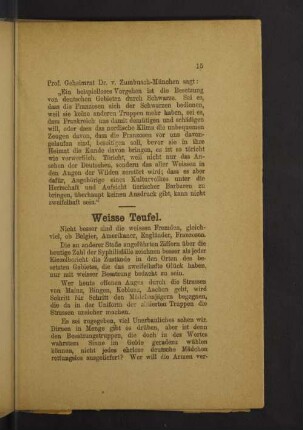 15
Prof. Geheimrat Dr. v. Zumbusch-München sagt:
„Ein beispielloses Vorgehen ist die Besetzung
von deutschen Gebieten durch Schwarze. Sei es,
dass die Franzosen sich der Schwarzen bedienen,
weil sie keine anderen Truppen mehr haben, sei es,
dem Frankreich uns damit demütigen und schädigen
will, oder dass das nordische Klima die unbequemen
Zeugen davon, dass die Franzosen vor uns davon-
gelaufen sind, beseitigen soll, bevor sie in ihre
Heimat die Kunde davon bringen, es ist so töricht
wie verwerflich. Töricht, weil nicht nur das An-
sehen der Deutschen, sondern das aller Weissen in
den Augen der Wilden zerstört wird; dass es aber
dafür, Angehörige eines Kulturvolkes unter die
Herrschaft und Aufsicht tierischer Barbaren zu
bringen, überhaupt keinen Ausdruck gibt, kann nicht
zweifelhaft sein.“
Weisse Teufel.
Nicht besser sind die weissen Franzosen, gleich-
viel, ob Belgier, Amerikaner, Engländer, Franzosen.
Die an anderer Stelle angeführten Ziffern über die
heutige Zahl der Syphilisfälle zeichnen besser als jeder
Einzelbericht die Zustände in den Orten des be-
setzten Gebietes, die das zweifelhafte Glück haben,
nur mit weisser Besatzung bedacht zu sein.
Wer heute offenen Auges durch die Strassen
von Mainz, Bingen, Koblenz, Aachen geht, wird
Schritt für Schritt den Mädchenjägern begegnen,
die da in der Uniform der alliierten Truppen die
Strassen unsicher machen.
Es sei zugegeben, viel Unerbauliches sahen wir.
Dirnen in Menge gibt es drüben, aber ist denn
den Besatzungstruppen, die doch in des Wortes
wahrstem Sinne im Gelde geradezu wühlen
können, nicht jedes ehrbare deutsche Mädchen
rettungslos ausgeliefert? Wer will die Armen ver-